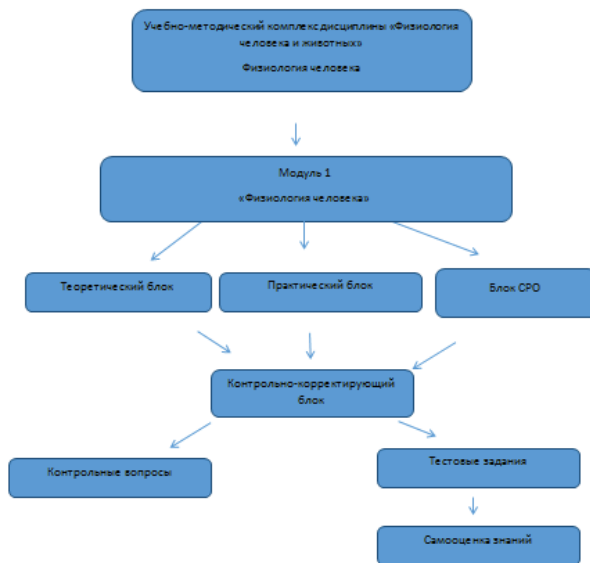 Учебно-методический комплекс дисциплины «Физиология
человека и животных»
Физиология человека
Модуль 1
«Физиология человека»
Теоретический блок
Практический блок
Блок СРО
Контрольно-корректирующий
блок
Контрольные вопросы
Тестовые задания
Самооценка знаний